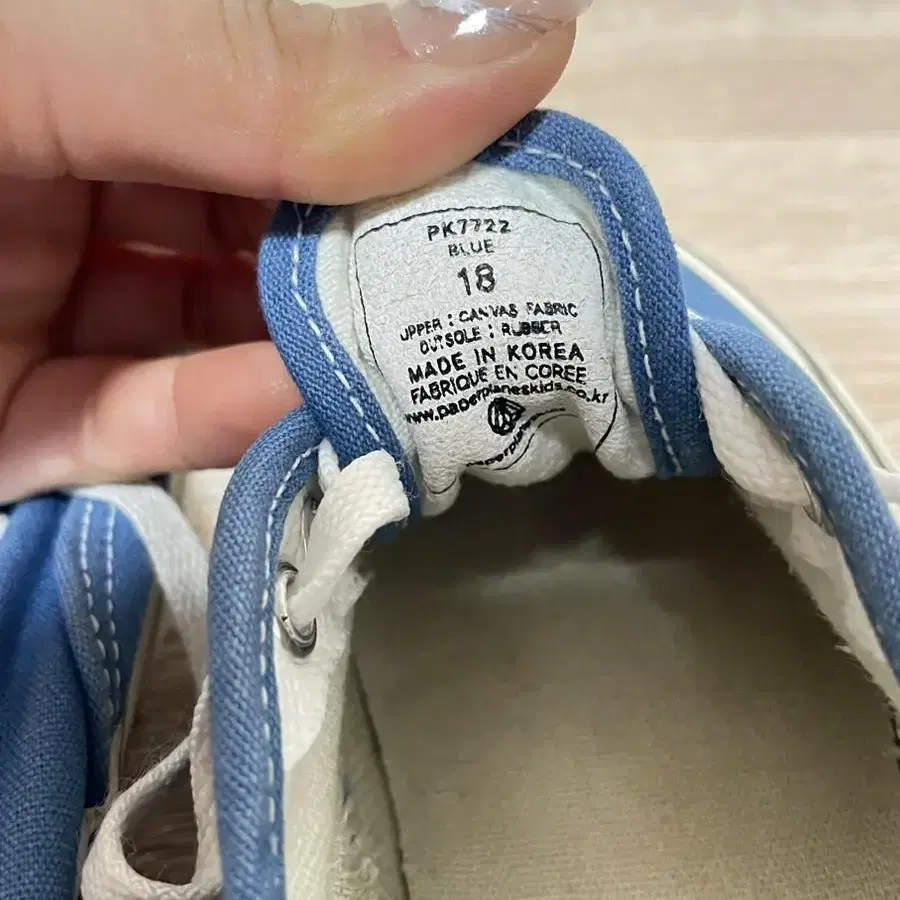 PK7722
BLUE
18
UPPER : CANVAS FABRIC
OUTSOLE : RUBBER
MADE IN KOREA
FABRIQUE EN COREE
www.paperplaneskids.co.kr